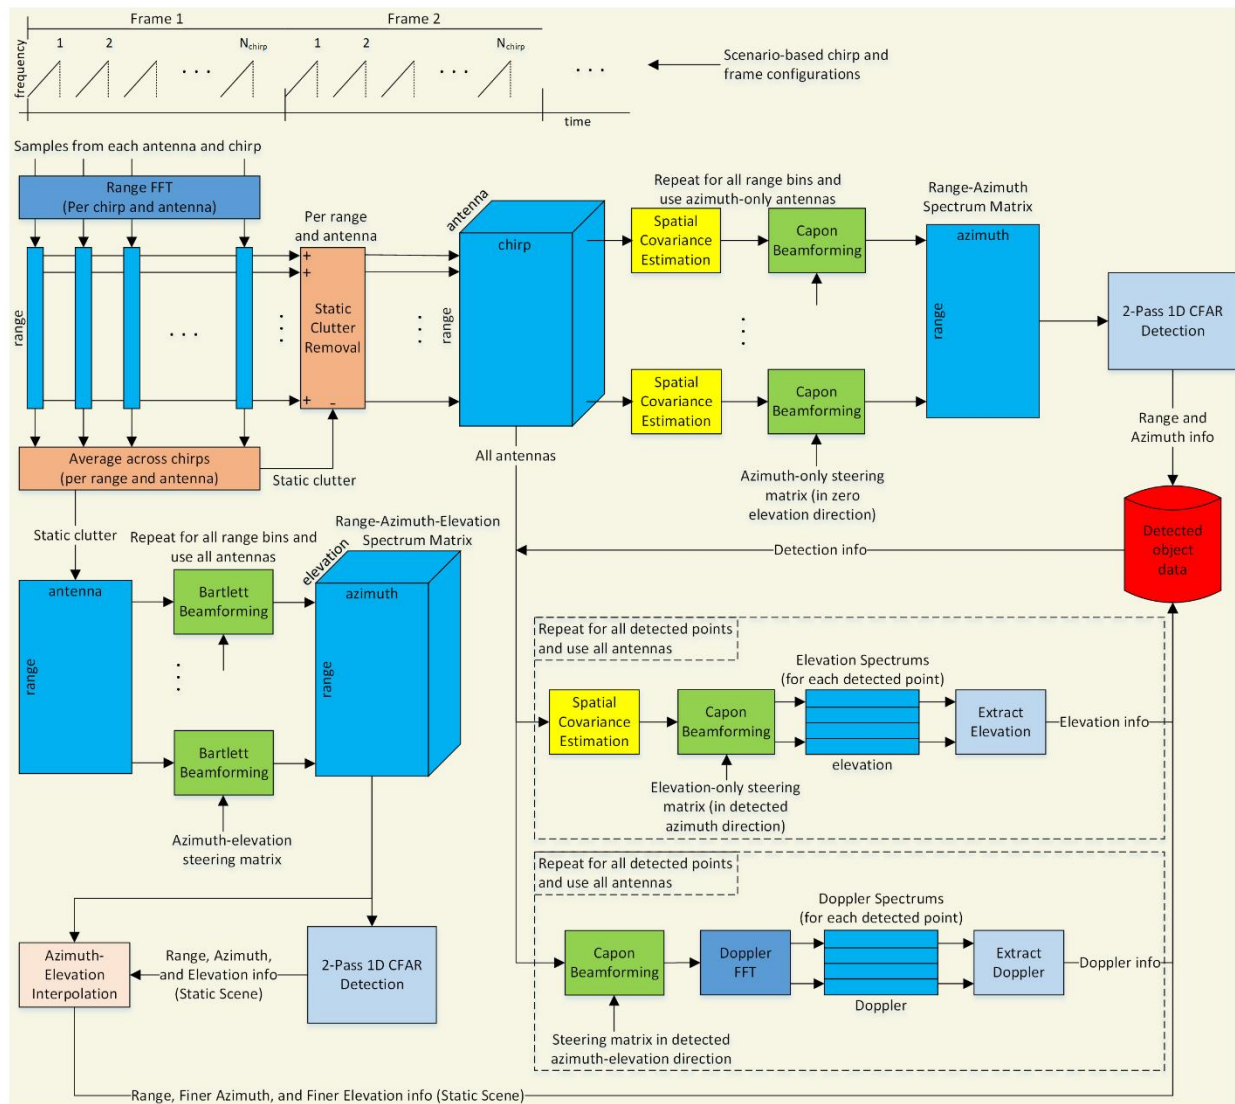 Frame 1
Frame 2
frequency
1
2
N_chirp
1
2
N_chirp
. . .
. . .
. . .
time
Scenario-based chirp and
frame configurations
Samples from each antenna and chirp
Range FFT
(Per chirp and antenna)
range
. . .
Per range
and antenna
+
+
+
-
Static
Clutter
Removal
. . .
. . .
range
antenna
chirp
Average across chirps
(per range and antenna)
Static clutter
Repeat for all range bins and
use azimuth-only antennas
Spatial
Covariance
Estimation
Capon
Beamforming
. . .
Spatial
Covariance
Estimation
Capon
Beamforming
Azimuth-only steering
matrix (in zero
elevation direction)
Range-Azimuth
Spectrum Matrix
azimuth
range
2-Pass 1D CFAR
Detection
Range and
Azimuth info
Detected
object
data
All antennas
Detection info
Static clutter
antenna
range
Repeat for all range bins and
use all antennas
Bartlett
Beamforming
. . .
Bartlett
Beamforming
Azimuth-elevation
steering matrix
Range-Azimuth-Elevation
Spectrum Matrix
elevation
azimuth
range
Repeat for all detected points
and use all antennas
Spatial
Covariance
Estimation
Capon
Beamforming
Elevation-only steering
matrix (in detected
azimuth direction)
Elevation Spectrums
(for each detected point)
elevation
Extract
Elevation
Elevation info
Repeat for all detected points
and use all antennas
Capon
Beamforming
Steering matrix in detected
azimuth-elevation direction
Doppler
FFT
Doppler Spectrums
(for each detected point)
Doppler
Extract
Doppler
Doppler info
Azimuth-
Elevation
Interpolation
Range, Azimuth,
and Elevation info
(Static Scene)
2-Pass 1D CFAR
Detection
Range, Finer Azimuth, and Finer Elevation info (Static Scene)